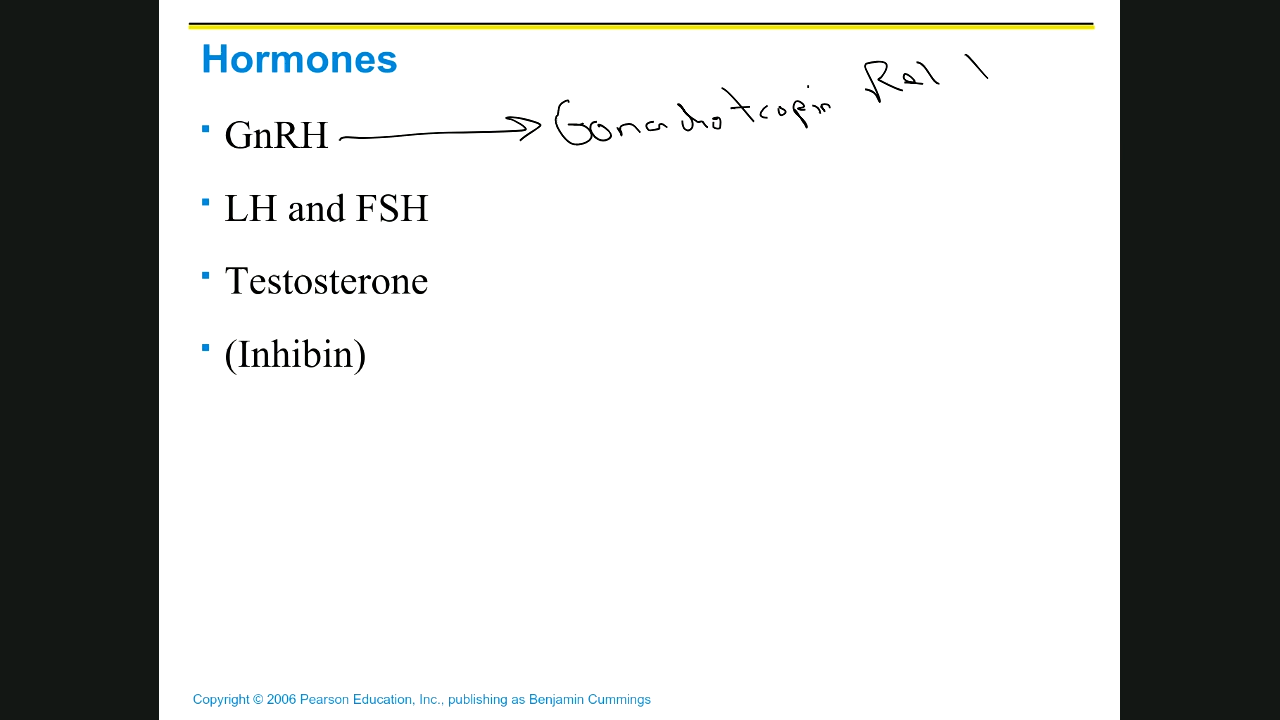 Hormones
GnRH Gonadotropin Rel
LH and FSH
Testosterone
(Inhibin)
Copyright © 2006 Pearson Education, Inc., publishing as Benjamin Cummings